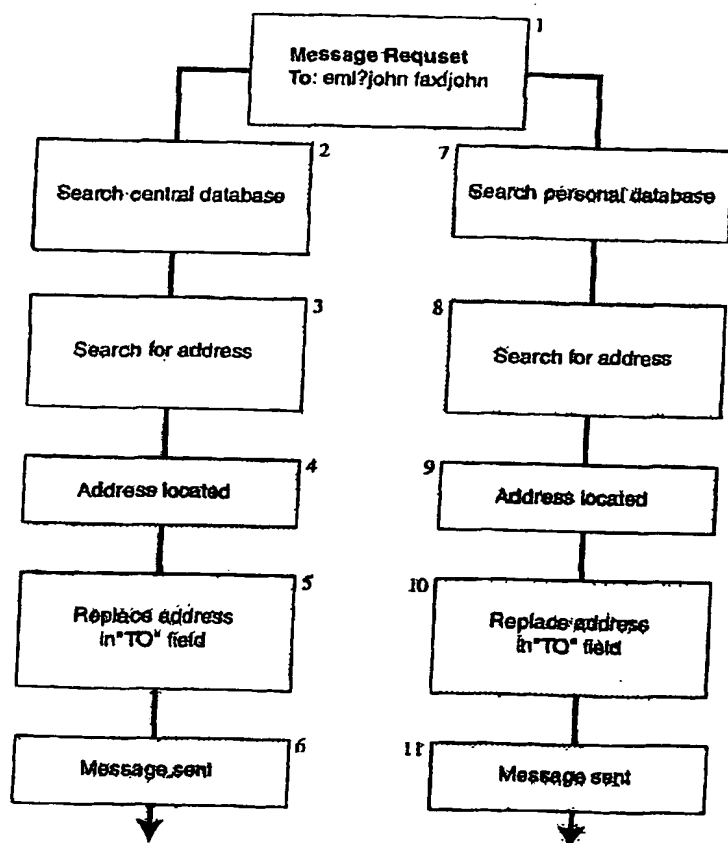 1
Message Requset
To: eml?john fax!john
2
Search central database
3
Search for address
4
Address located
5
Replace address
in"TO" field
6
Message sent
7
Search personal database
8
Search for address
9
Address located
10
Replace address
in"TO" field
11
Message sent